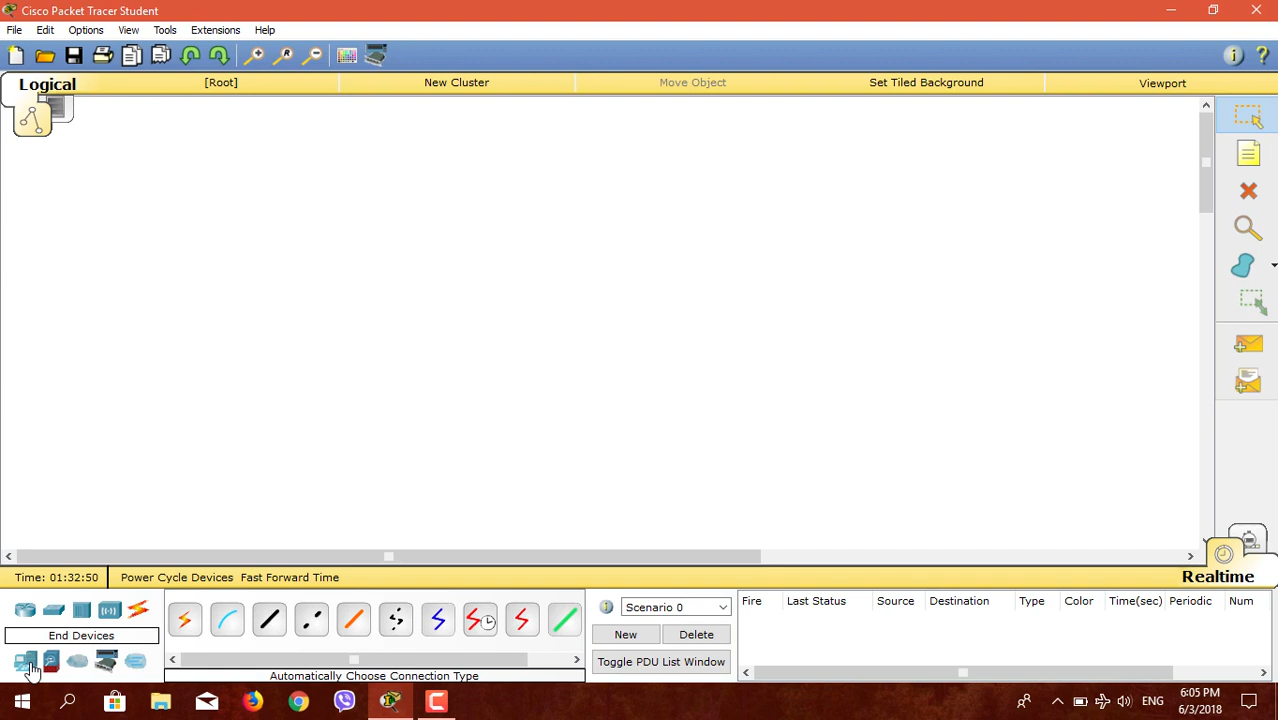 Cisco Packet Tracer Student
File Edit Options View Tools Extensions Help
Logical [Root] New Cluster Move Object Set Tiled Background Viewport
Time: 01:32:50 Power Cycle Devices Fast Forward Time Realtime
End Devices
Automatically Choose Connection Type
Scenario 0
New Delete
Toggle PDU List Window
Fire Last Status Source Destination Type Color Time(sec) Periodic Num
ENG
6:05 PM
6/3/2018